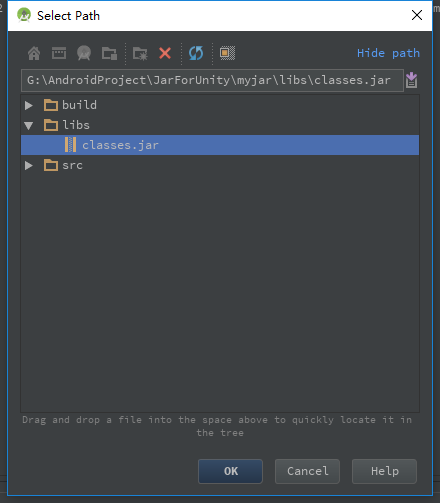 Select Path
Hide path
G:\AndroidProject\JarForUnity\myjar\libs\classes.jar
build
libs
classes.jar
src
Drag and drop a file into the space above to quickly locate it in
the tree
OK
Cancel
Help